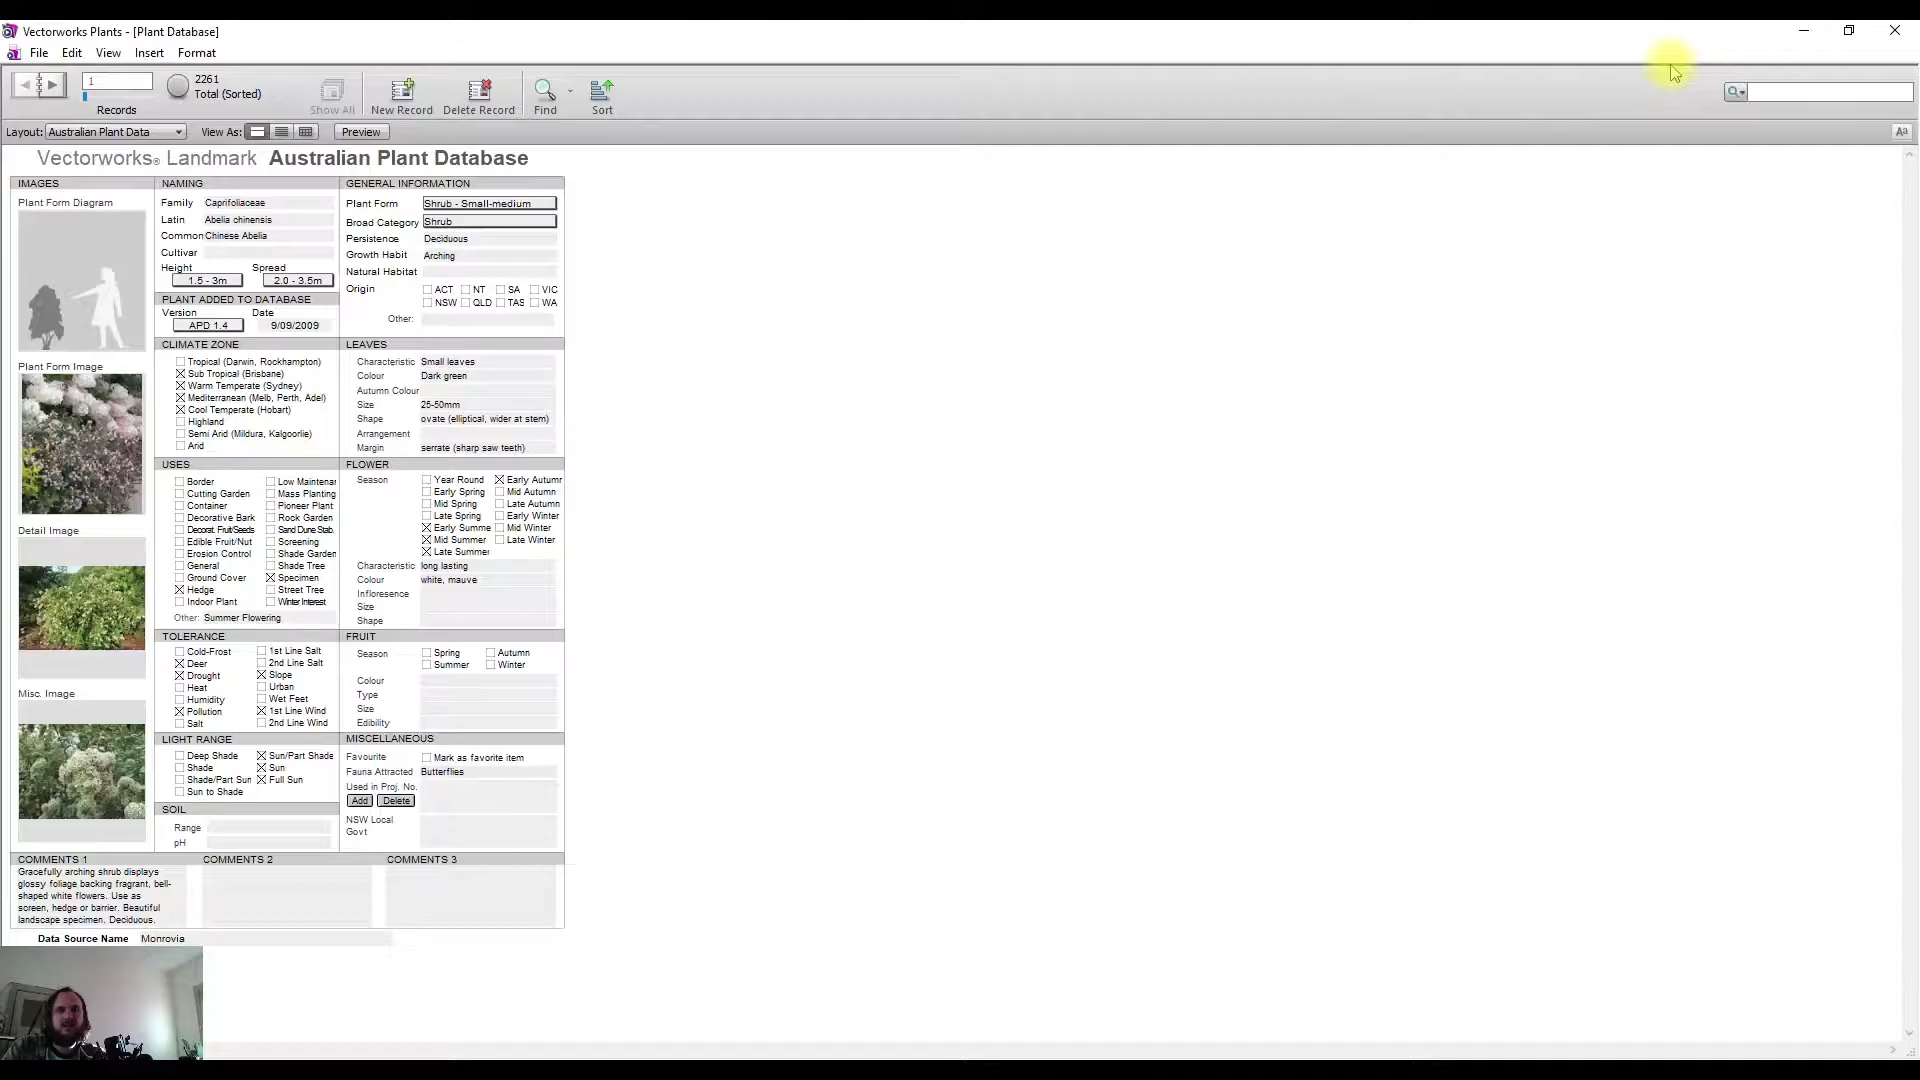 Vectorworks Plants - [Plant Database]
File Edit View Insert Format
1
2261
Total (Sorted)
Records
Show All New Record Delete Record Find Sort
Layout: Australian Plant Data View As: Preview Aa
Vectorworks® Landmark Australian Plant Database
IMAGES
Plant Form Diagram
Plant Form Image
Detail Image
Misc. Image
NAMING
Family Caprifoliaceae
Latin Abelia chinensis
Common Chinese Abelia
Cultivar
Height Spread
1.5 - 3m 2.0 - 3.5m
PLANT ADDED TO DATABASE
Version Date
APD 1.4 9/09/2009
CLIMATE ZONE
Tropical (Darwin, Rockhampton)
Sub Tropical (Brisbane)
Warm Temperate (Sydney)
Mediterranean (Melb, Perth, Adel)
Cool Temperate (Hobart)
Highland
Semi Arid (Mildura, Kalgoorlie)
Arid
USES
Border Low Maintenar
Cutting Garden Mass Planting
Container Pioneer Plant
Decorative Bark Rock Garden
Decorat. Fruit/Seeds Sand Dune Stab.
Edible Fruit/Nut Screening
Erosion Control Shade Garden
General Shade Tree
Ground Cover Specimen
Hedge Street Tree
Indoor Plant Winter Interest
Other: Summer Flowering
TOLERANCE
Cold-Frost 1st Line Salt
Deer 2nd Line Salt
Drought Slope
Heat Urban
Humidity Wet Feet
Pollution 1st Line Wind
Salt 2nd Line Wind
LIGHT RANGE
Deep Shade Sun/Part Shade
Shade Sun
Shade/Part Sun Full Sun
Sun to Shade
SOIL
Range
pH
GENERAL INFORMATION
Plant Form Shrub - Small-medium
Broad Category Shrub
Persistence Deciduous
Growth Habit Arching
Natural Habitat
Origin ACT NT SA VIC
NSW QLD TAS WA
Other:
LEAVES
Characteristic Small leaves
Colour Dark green
Autumn Colour
Size 25-50mm
Shape ovate (elliptical, wider at stem)
Arrangement
Margin serrate (sharp saw teeth)
FLOWER
Season Year Round Early Autumr
Early Spring Mid Autumn
Mid Spring Late Autumn
Late Spring Early Winter
Early Summe Mid Winter
Mid Summer Late Winter
Late Summer
Characteristic long lasting
Colour white, mauve
Infloresence
Size
Shape
FRUIT
Season Spring Autumn
Summer Winter
Colour
Type
Size
Edibility
MISCELLANEOUS
Favourite Mark as favorite item
Fauna Attracted Butterflies
Used in Proj. No.
Add Delete
NSW Local
Govt
COMMENTS 1 COMMENTS 2 COMMENTS 3
Gracefully arching shrub displays
glossy foliage backing fragrant, bell-
shaped white flowers. Use as
screen, hedge or barrier. Beautiful
landscape specimen. Deciduous.
Data Source Name Monrovia